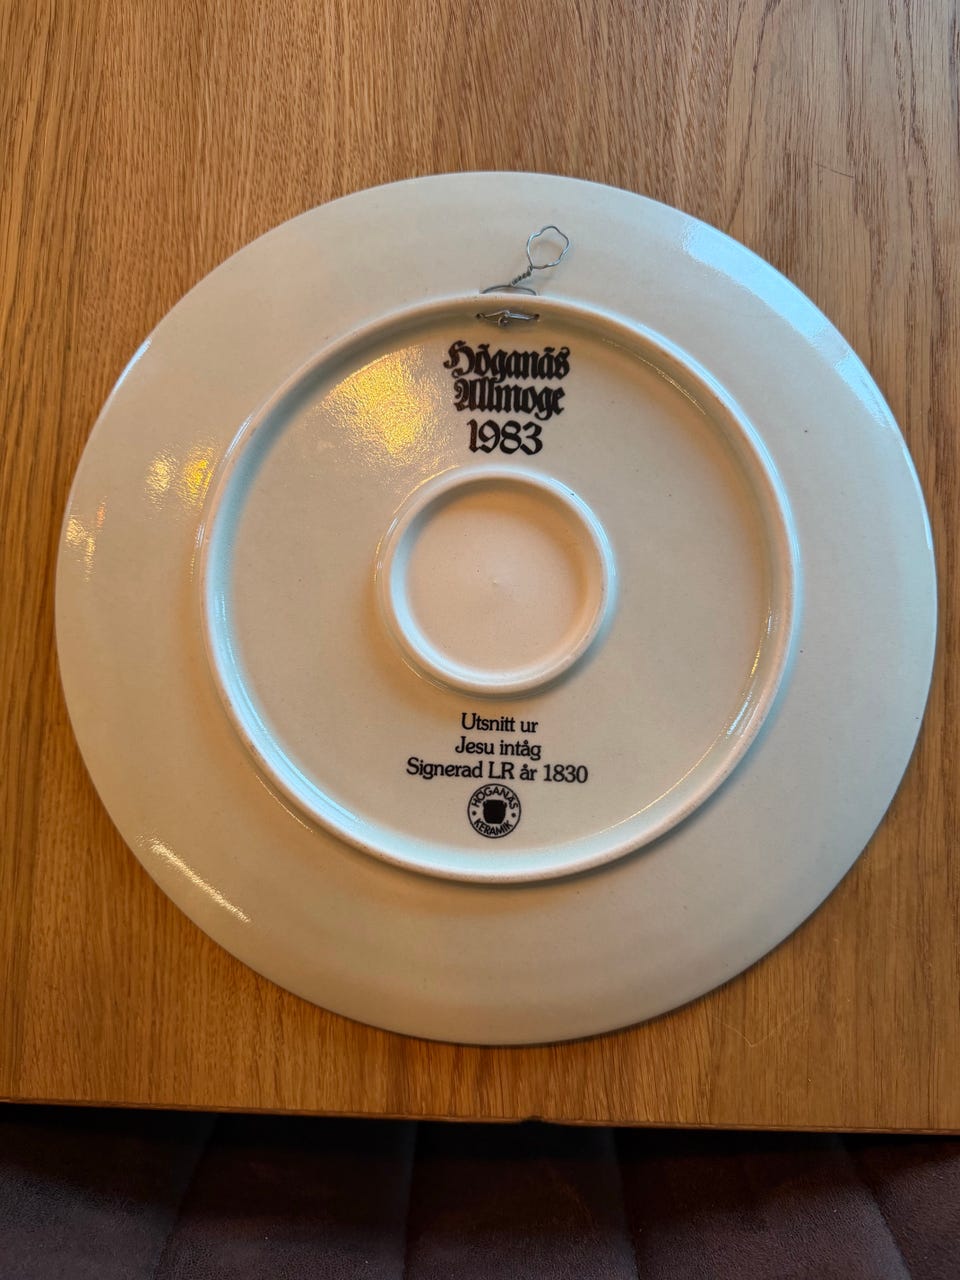 Höganäs
Allmoge
1983
Utsnitt ur
Jesu intåg
Signerad LR år 1830
HÖGANÄS
KERAMIK